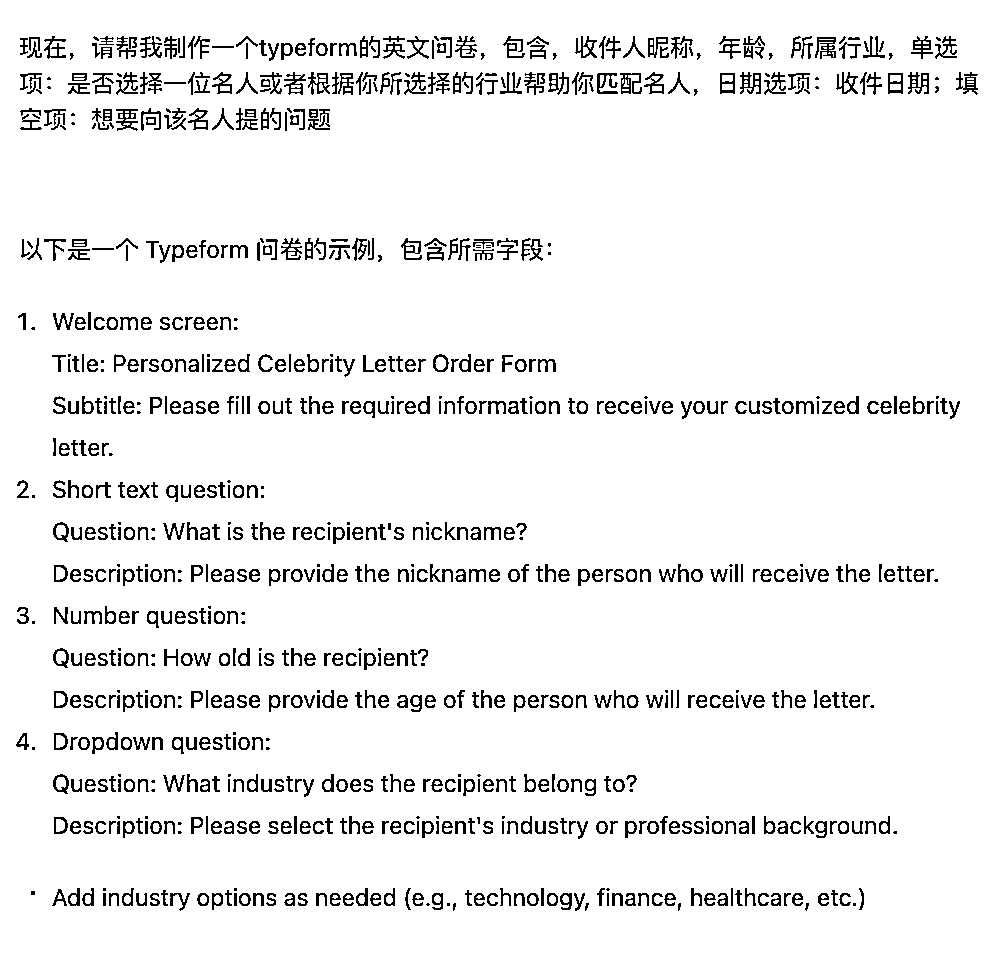 现在，请帮我制作一个typeform的英文问卷，包含，收件人昵称，年龄，所属行业，单选
项：是否选择一位名人或者根据你所选择的行业帮助你匹配名人，日期选项：收件日期；填
空项：想要向该名人提的问题
以下是一个 Typeform 问卷的示例，包含所需字段：
1. Welcome screen:
Title: Personalized Celebrity Letter Order Form
Subtitle: Please fill out the required information to receive your customized celebrity
letter.
2. Short text question:
Question: What is the recipient's nickname?
Description: Please provide the nickname of the person who will receive the letter.
3. Number question:
Question: How old is the recipient?
Description: Please provide the age of the person who will receive the letter.
4. Dropdown question:
Question: What industry does the recipient belong to?
Description: Please select the recipient's industry or professional background.
· Add industry options as needed (e.g., technology, finance, healthcare, etc.)